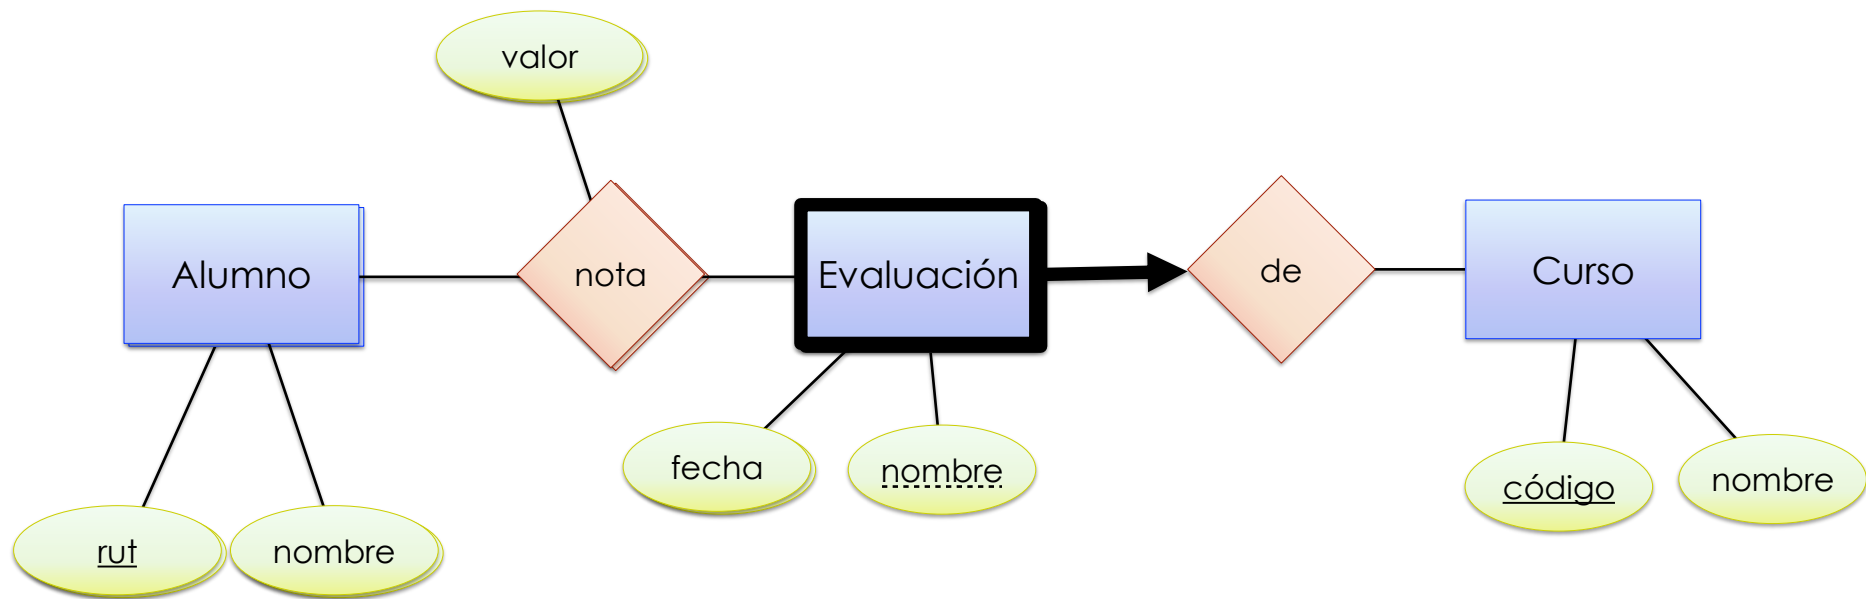 valor
Alumno
nota
Evaluación
de
Curso
fecha
nombre
código
nombre
rut
nombre